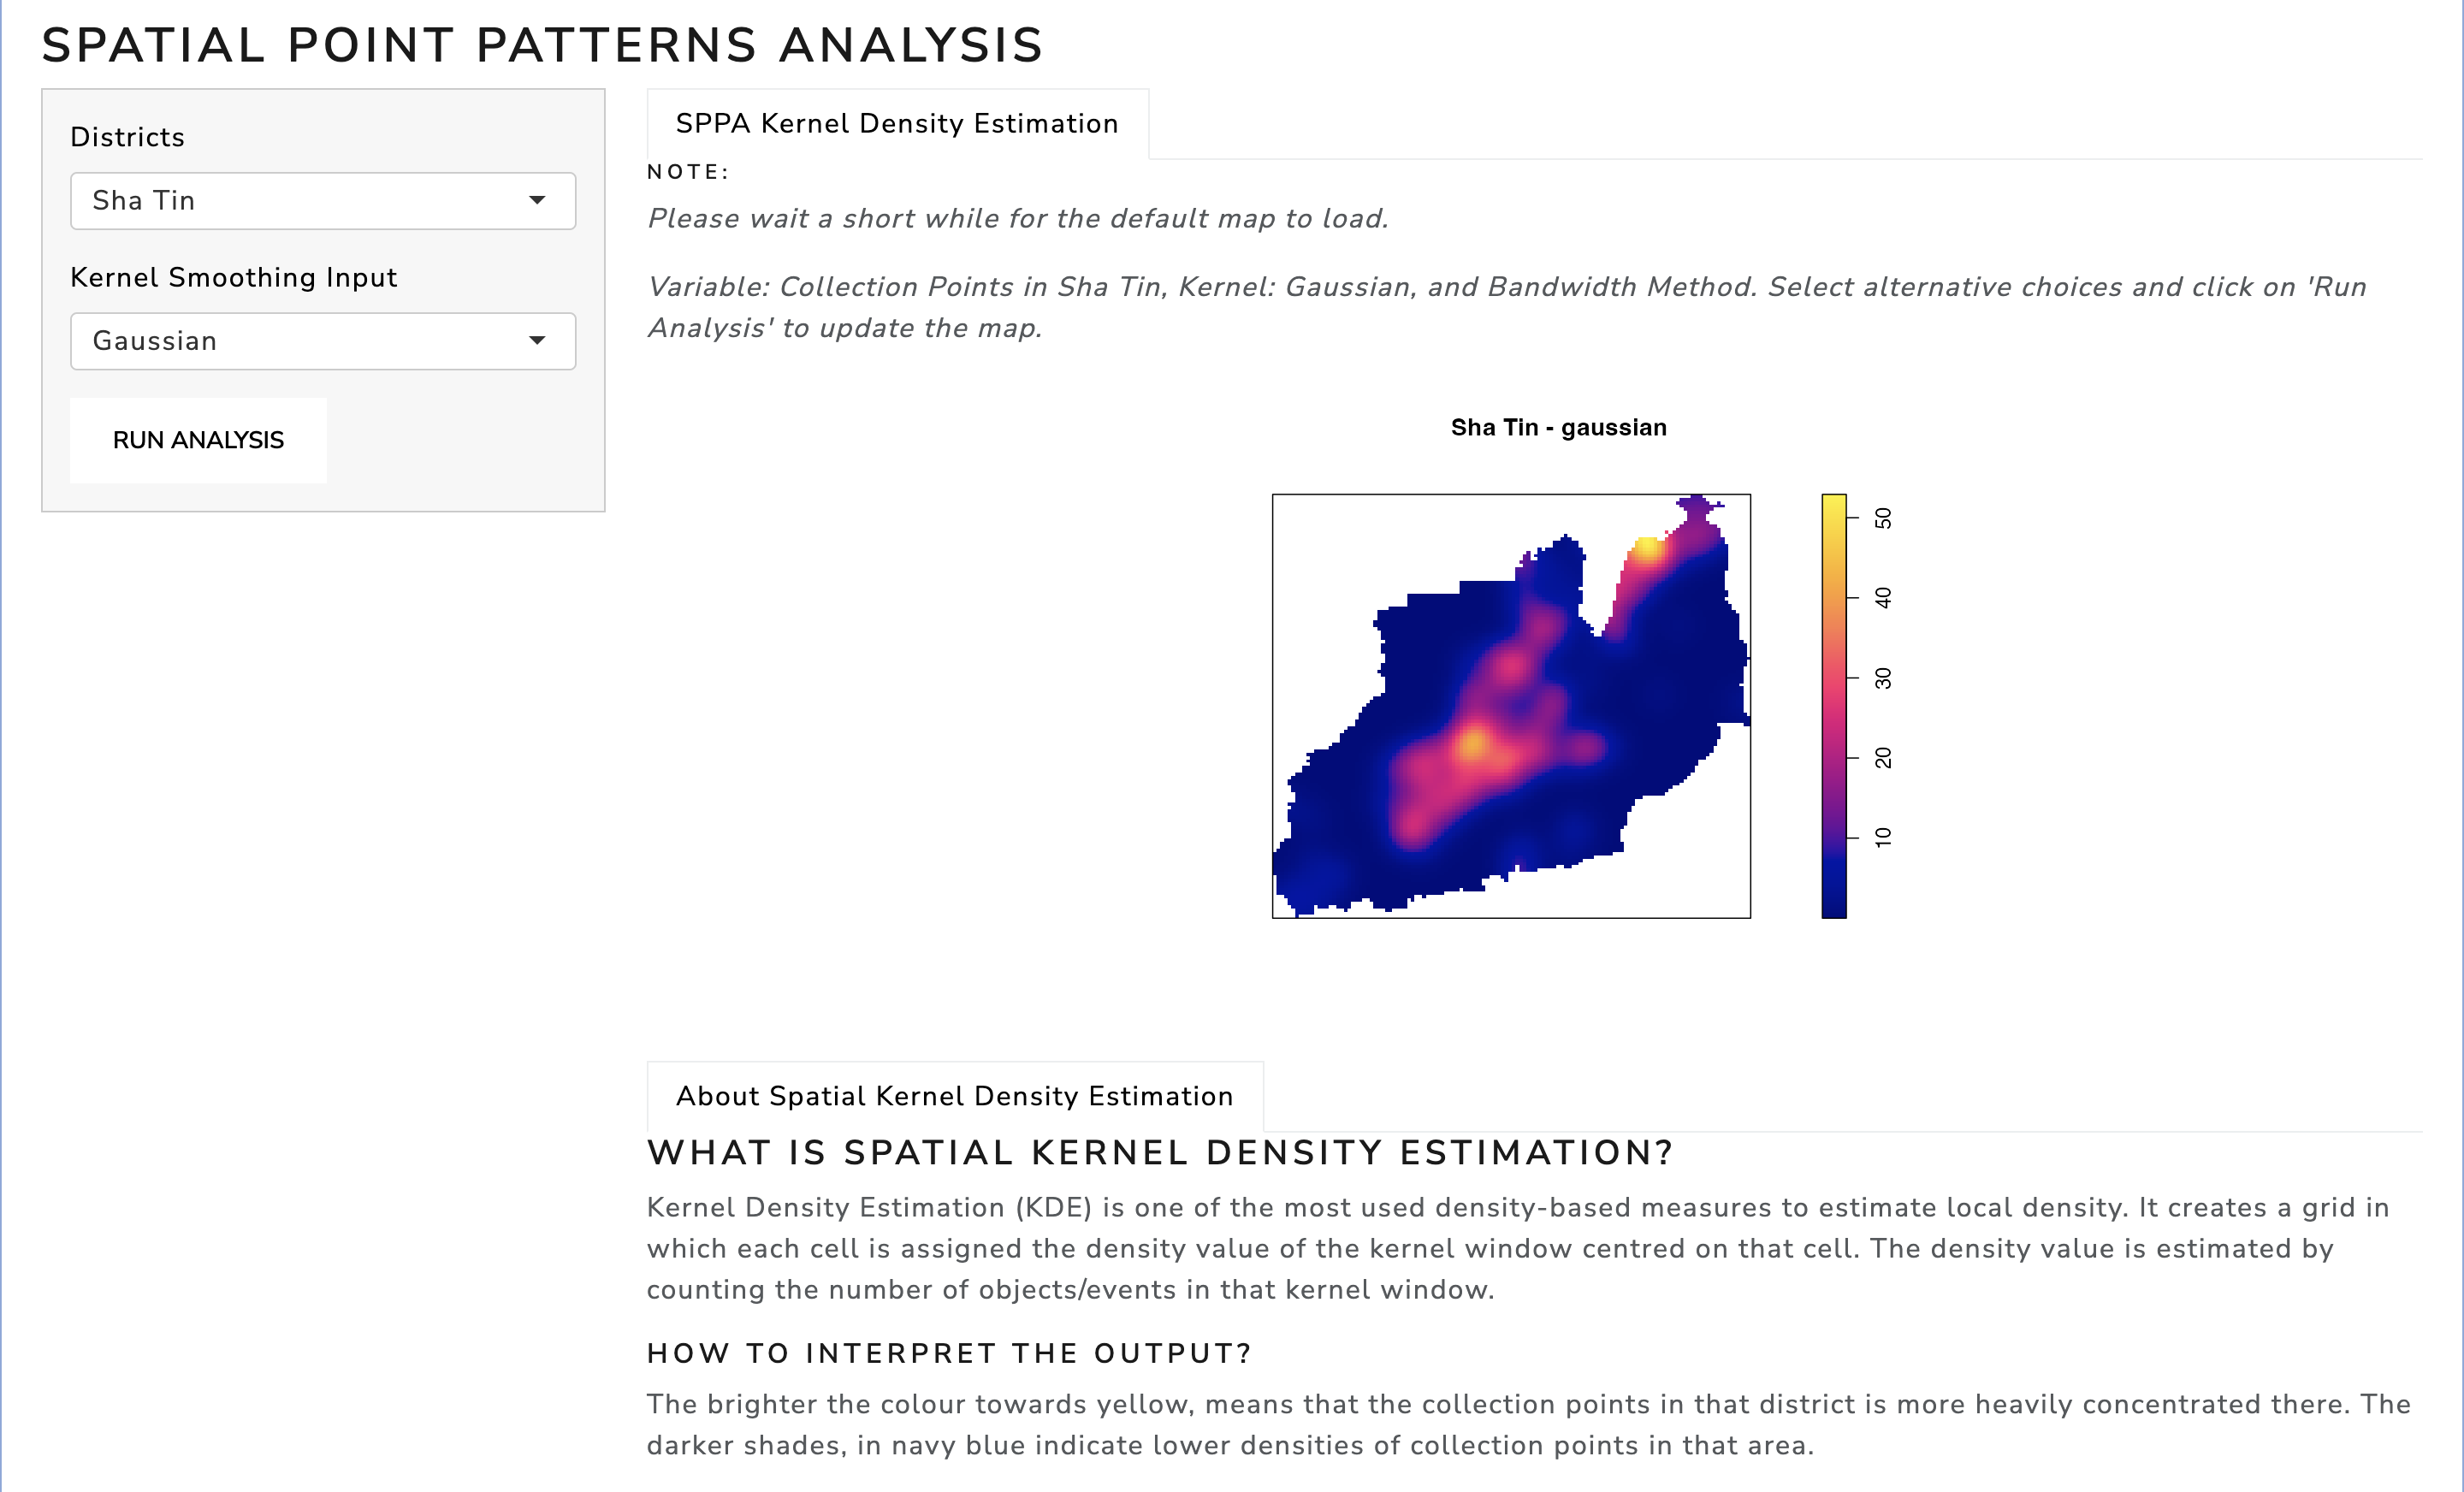 SPATIAL POINT PATTERNS ANALYSIS
Districts
Sha Tin
Kernel Smoothing Input
Gaussian
RUN ANALYSIS
SPPA Kernel Density Estimation
NOTE:
Please wait a short while for the default map to load.
Variable: Collection Points in Sha Tin, Kernel: Gaussian, and Bandwidth Method. Select alternative choices and click on 'Run
Analysis' to update the map.
Sha Tin - gaussian
50
40
30
20
10
About Spatial Kernel Density Estimation
WHAT IS SPATIAL KERNEL DENSITY ESTIMATION?
Kernel Density Estimation (KDE) is one of the most used density-based measures to estimate local density. It creates a grid in
which each cell is assigned the density value of the kernel window centred on that cell. The density value is estimated by
counting the number of objects/events in that kernel window.
HOW TO INTERPRET THE OUTPUT?
The brighter the colour towards yellow, means that the collection points in that district is more heavily concentrated there. The
darker shades, in navy blue indicate lower densities of collection points in that area.